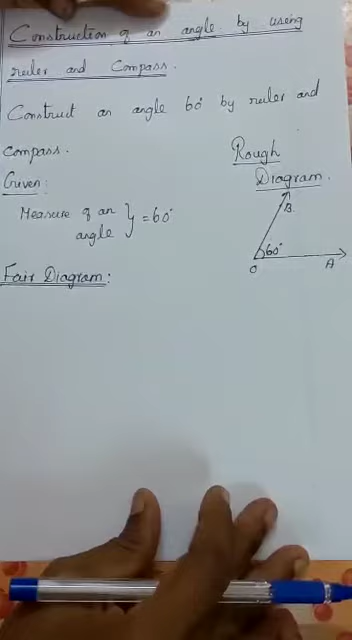 Construction of an angle by using
ruler and Compass.
Construct an angle 60° by ruler and
Compass.
Rough
Diagram.
Given:
Measure of an
angle } = 60°
B
60°
O
A
Fair Diagram: